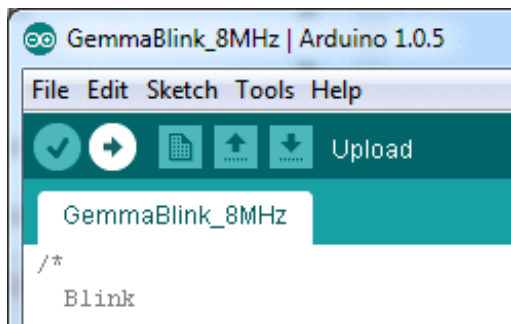 GemmaBlink_8MHz | Arduino 1.0.5
File Edit Sketch Tools Help
Upload
GemmaBlink_8MHz
/*
Blink